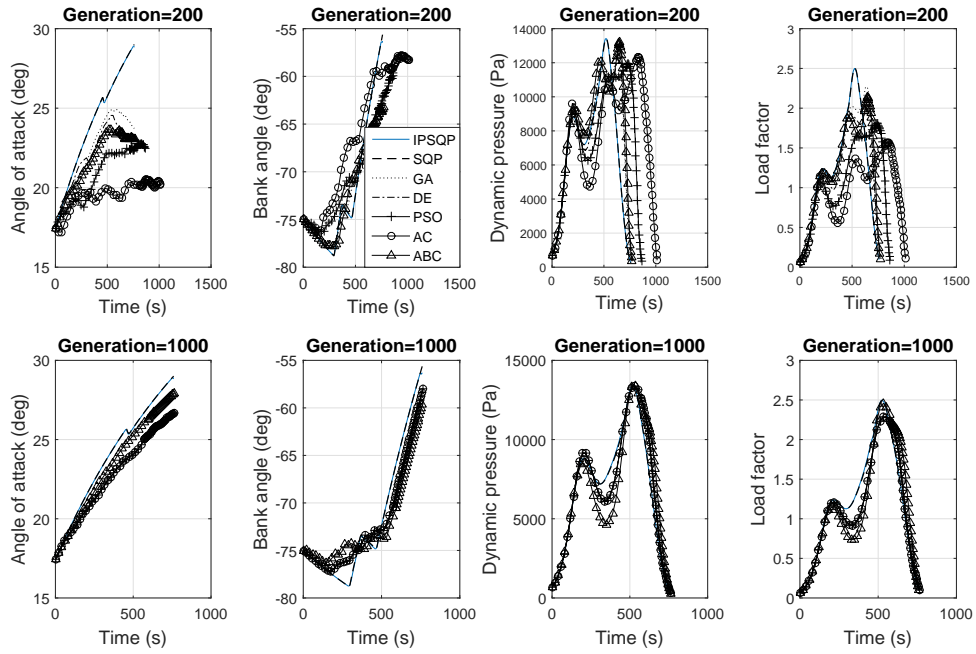 Generation=200
Angle of attack (deg)
30
25
20
15
0 500 1000 1500
Time (s)
Generation=200
Bank angle (deg)
-55
-60
-65
-70
-75
-80
0 500 1000 1500
Time (s)
IPSQP
SQP
GA
DE
PSO
AC
ABC
Generation=200
Dynamic pressure (Pa)
14000
12000
10000
8000
6000
4000
2000
0
0 500 1000 1500
Time (s)
Generation=200
Load factor
3
2.5
2
1.5
1
0.5
0
0 500 1000 1500
Time (s)
Generation=1000
Angle of attack (deg)
30
25
20
15
0 500 1000
Time (s)
Generation=1000
Bank angle (deg)
-55
-60
-65
-70
-75
-80
0 500 1000
Time (s)
Generation=1000
Dynamic pressure (Pa)
15000
10000
5000
0
0 500 1000
Time (s)
Generation=1000
Load factor
3
2.5
2
1.5
1
0.5
0
0 500 1000
Time (s)